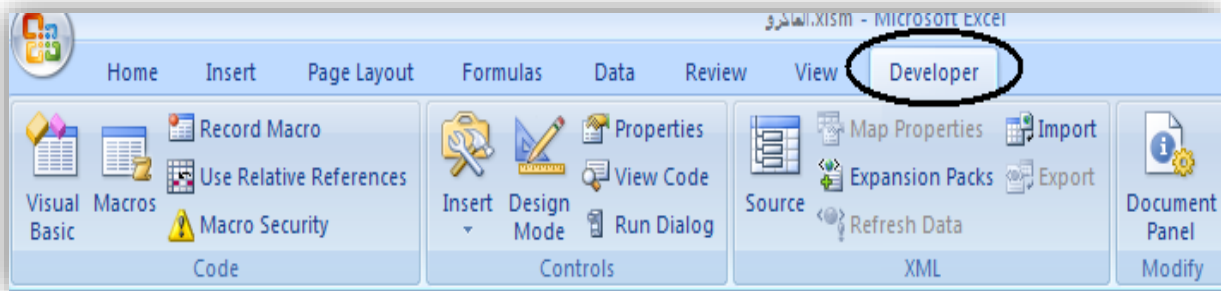 الماكرو.xlsm - Microsoft Excel
Home Insert Page Layout Formulas Data Review View Developer
Record Macro Properties Map Properties Import
Use Relative References View Code Expansion Packs Export
Visual Basic Macros Macro Security Insert Design Mode Run Dialog Source Refresh Data Document Panel
Code Controls XML Modify